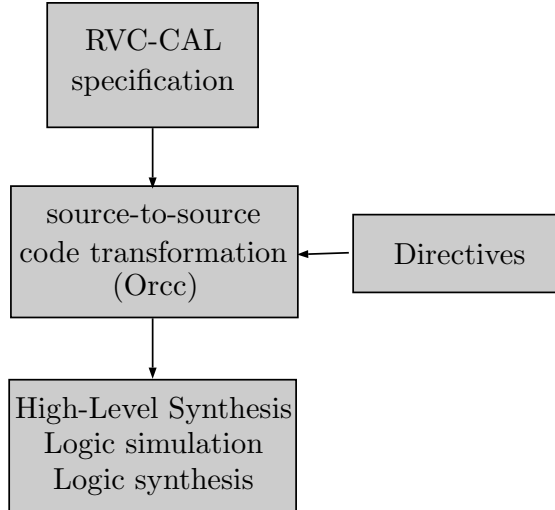 RVC-CAL
specification
source-to-source
code transformation
(Orcc)
Directives
High-Level Synthesis
Logic simulation
Logic synthesis